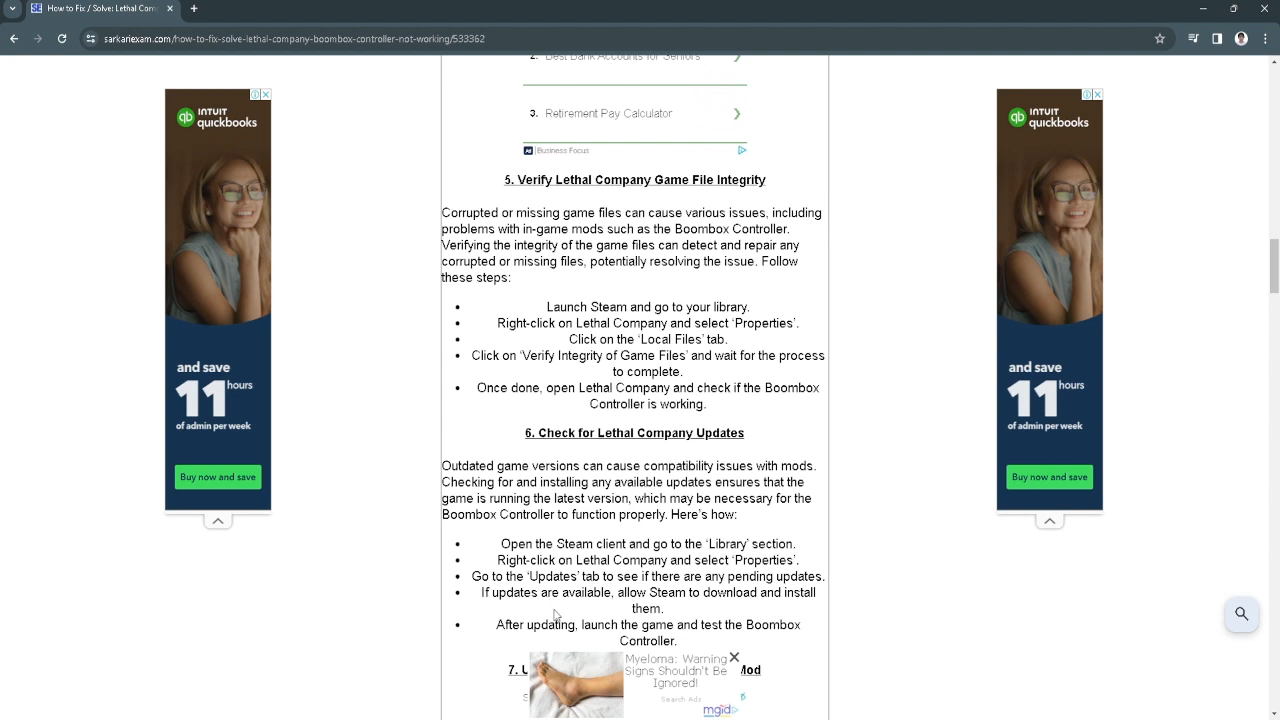 How to Fix / Solve Lethal Com
sarkariexam.com/how-to-fix-solve-lethal-company-boombox-controller-not-working/533362
2. Best Bank Accounts for Seniors
3. Retirement Pay Calculator
Ad | Business Focus
INTUIT
quickbooks
and save
11 hours
of admin per week
Buy now and save
5. Verify Lethal Company Game File Integrity
Corrupted or missing game files can cause various issues, including
problems with in-game mods such as the Boombox Controller.
Verifying the integrity of the game files can detect and repair any
corrupted or missing files, potentially resolving the issue. Follow
these steps:
• Launch Steam and go to your library.
• Right-click on Lethal Company and select ‘Properties’.
• Click on the ‘Local Files’ tab.
• Click on ‘Verify Integrity of Game Files’ and wait for the process
to complete.
• Once done, open Lethal Company and check if the Boombox
Controller is working.
6. Check for Lethal Company Updates
Outdated game versions can cause compatibility issues with mods.
Checking for and installing any available updates ensures that the
game is running the latest version, which may be necessary for the
Boombox Controller to function properly. Here’s how:
• Open the Steam client and go to the ‘Library’ section.
• Right-click on Lethal Company and select ‘Properties’.
• Go to the ‘Updates’ tab to see if there are any pending updates.
• If updates are available, allow Steam to download and install
them.
• After updating, launch the game and test the Boombox
Controller.
7. U Mod
Myeloma: Warning
Signs Shouldn't Be
Ignored!
Search Ads
mgid
INTUIT
quickbooks
and save
11 hours
of admin per week
Buy now and save